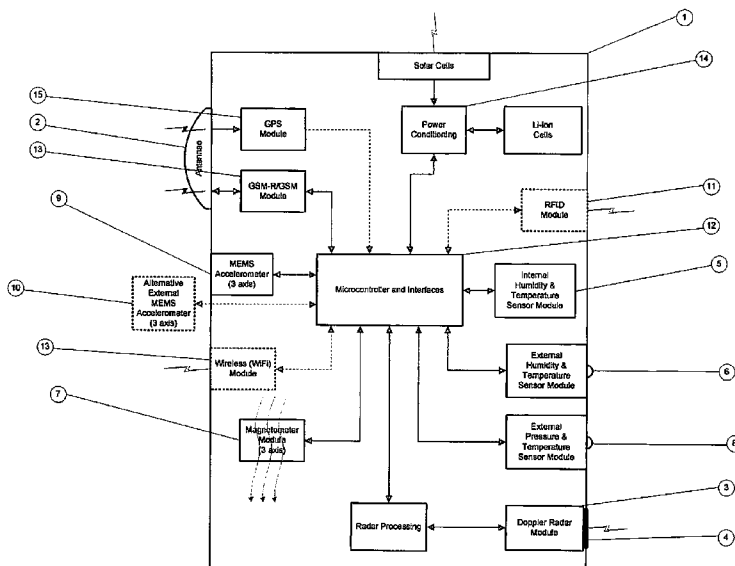 1
Solar Cells
14
15
GPS
Module
Power
Conditioning
Li-Ion
Cells
2
Antennae
13
GSM-R/GSM
Module
11
RFID
Module
12
9
MEMS
Accelerometer
(3 axis)
Microcontroller and Interfaces
Internal
Humidity &
Temperature
Sensor Module
5
10
Alternative
External
MEMS
Accelerometer
(3 axis)
13
Wireless (WiFi)
Module
External
Humidity &
Temperature
Sensor Module
6
7
Magnetometer
Module
(3 axis)
External
Pressure &
Temperature
Sensor Module
8
3
Radar Processing
Doppler Radar
Module
4